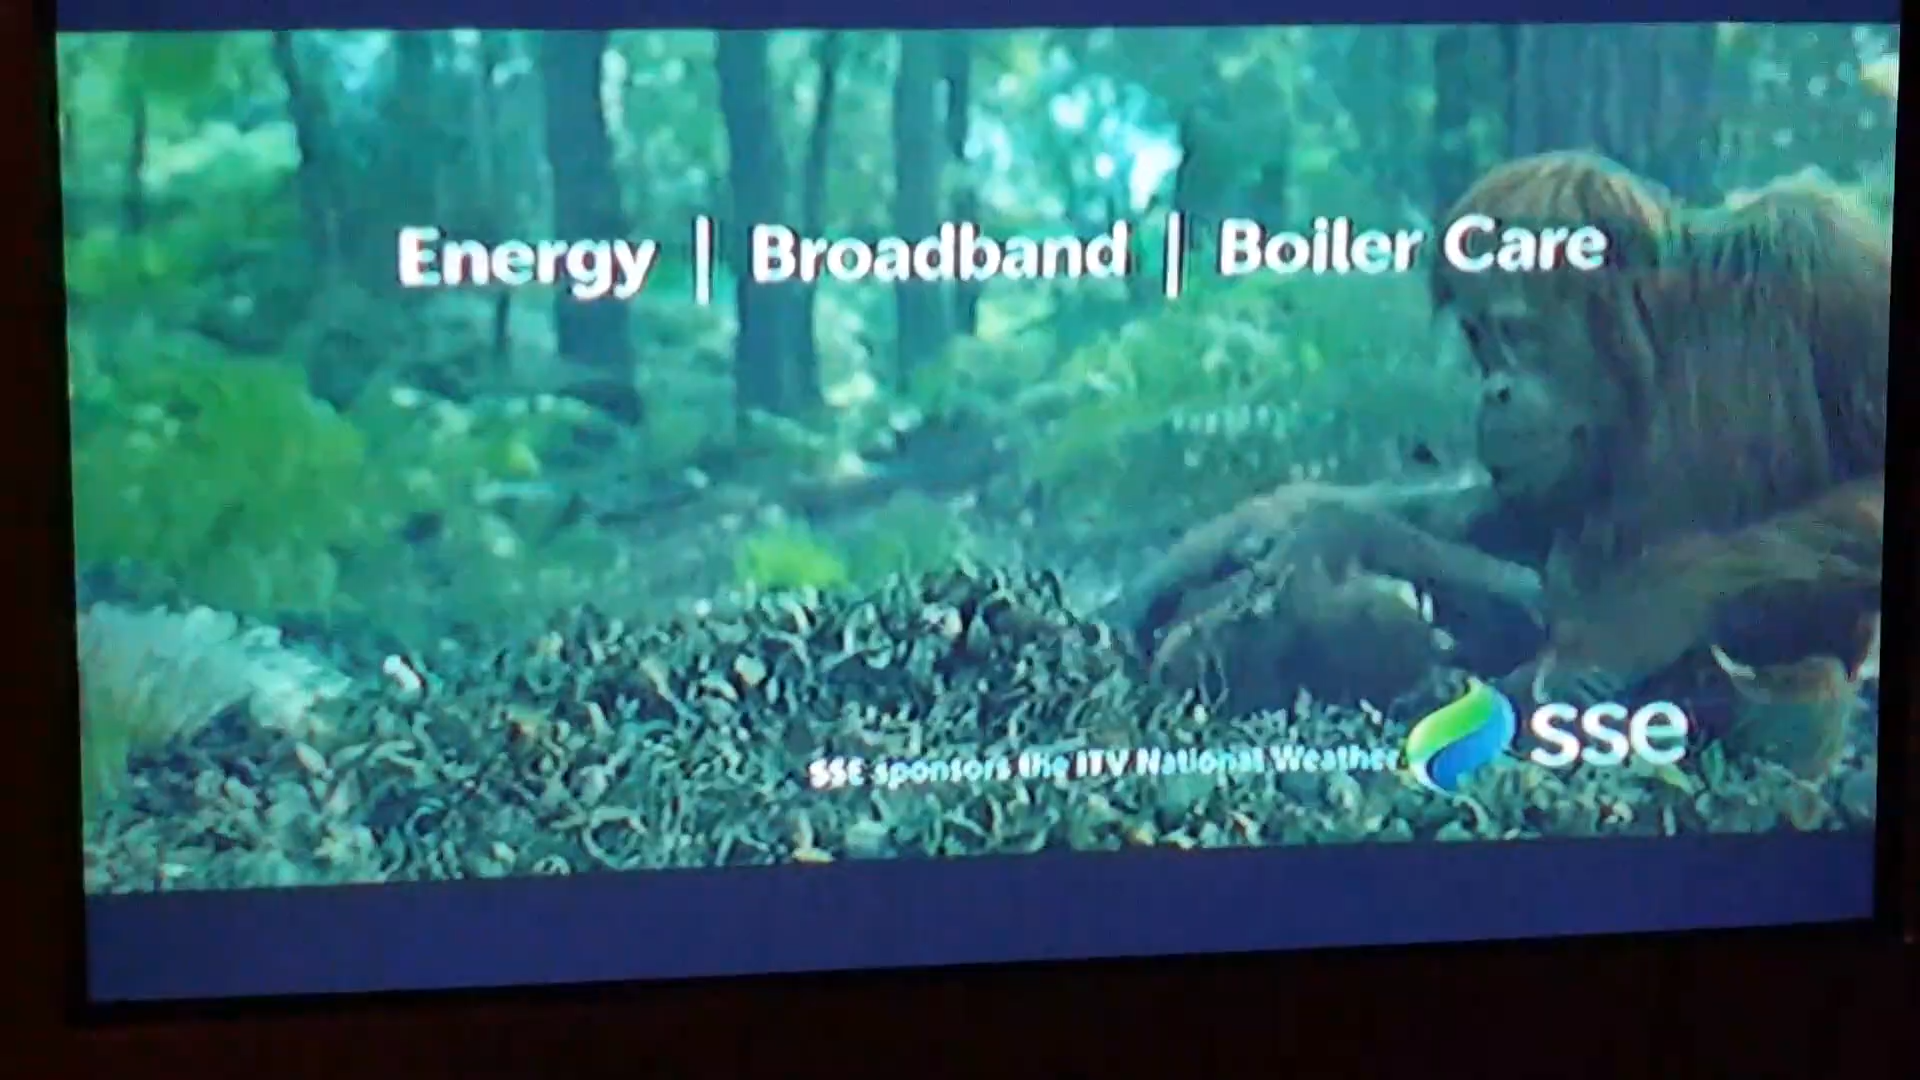 Energy | Broadband | Boiler Care
sse
SSE sponsors the ITV National Weather